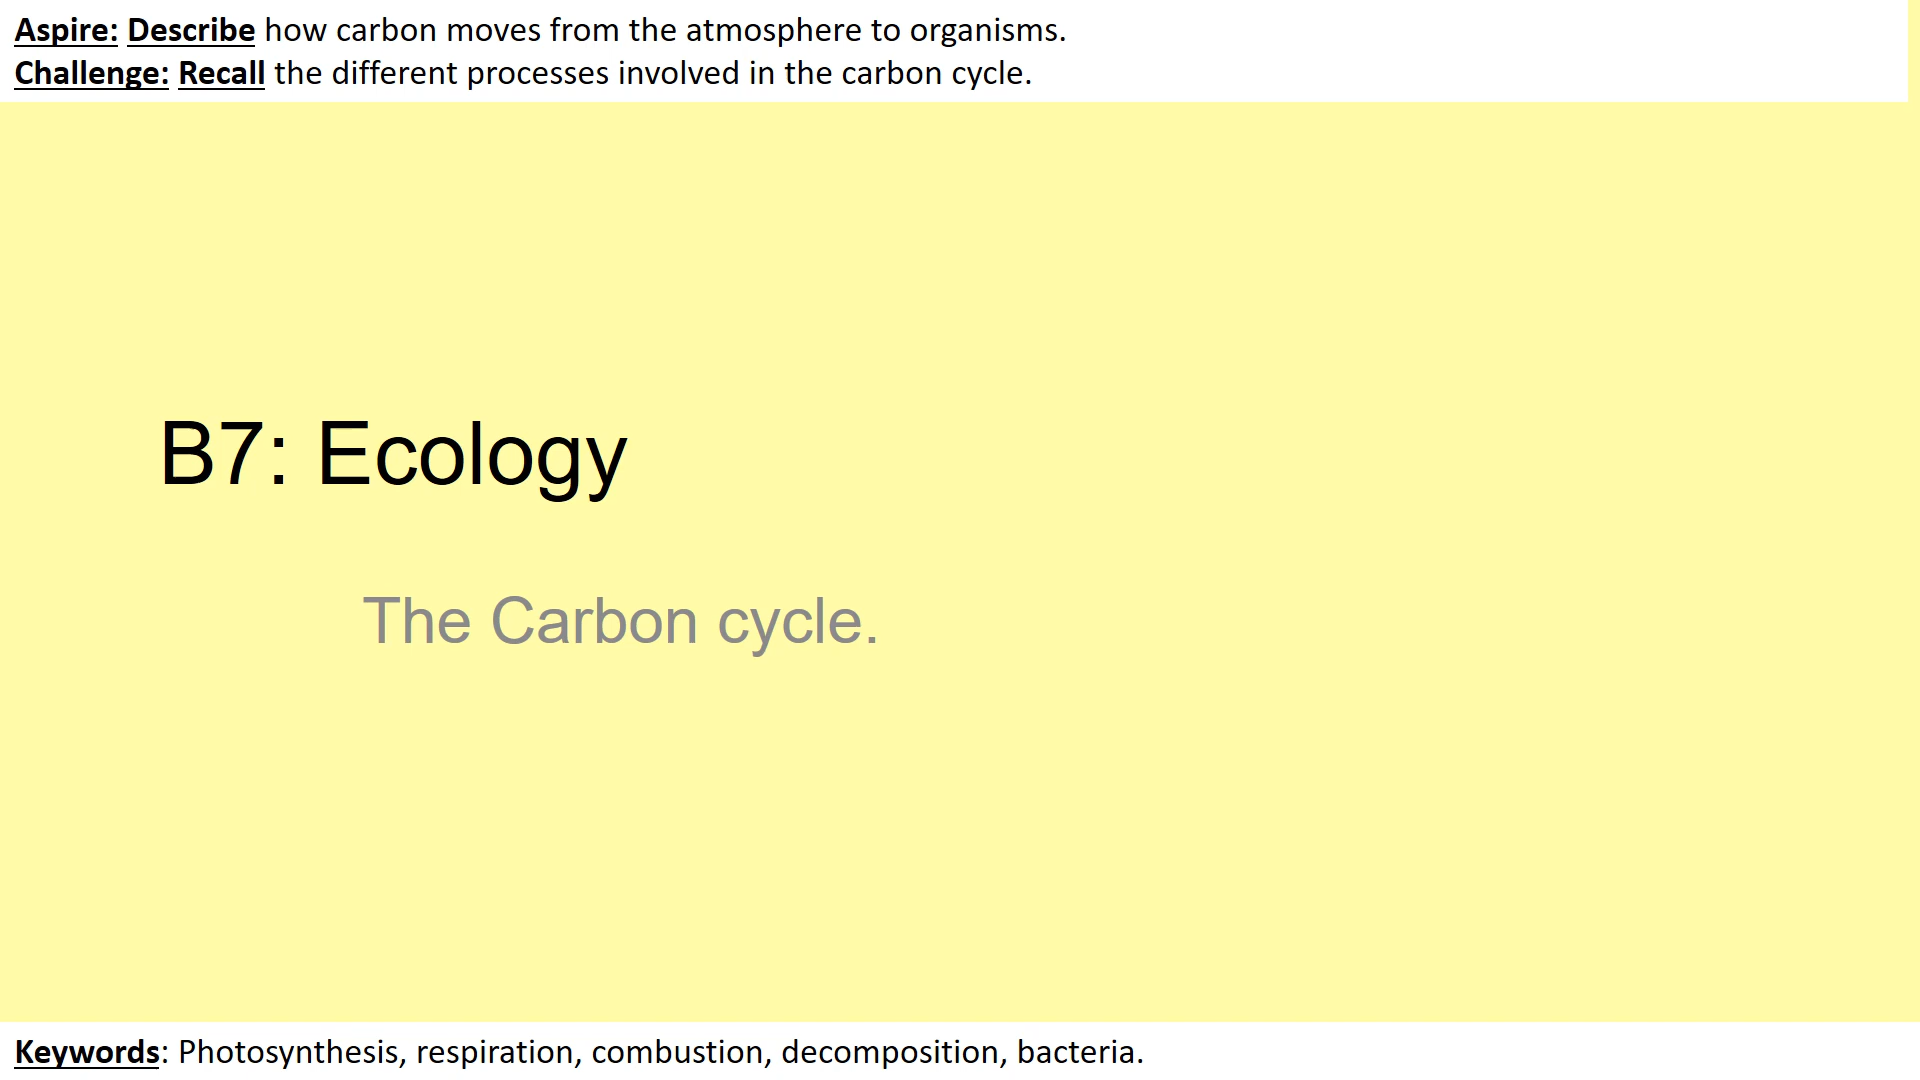 Aspire: Describe how carbon moves from the atmosphere to organisms.
Challenge: Recall the different processes involved in the carbon cycle.
B7: Ecology
The Carbon cycle.
Keywords: Photosynthesis, respiration, combustion, decomposition, bacteria.